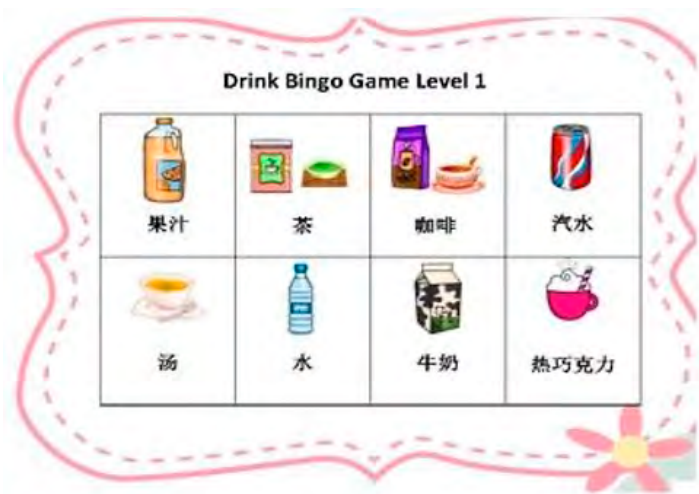 Drink Bingo Game Level 1
果汁
茶
咖啡
汽水
汤
水
牛奶
热巧克力